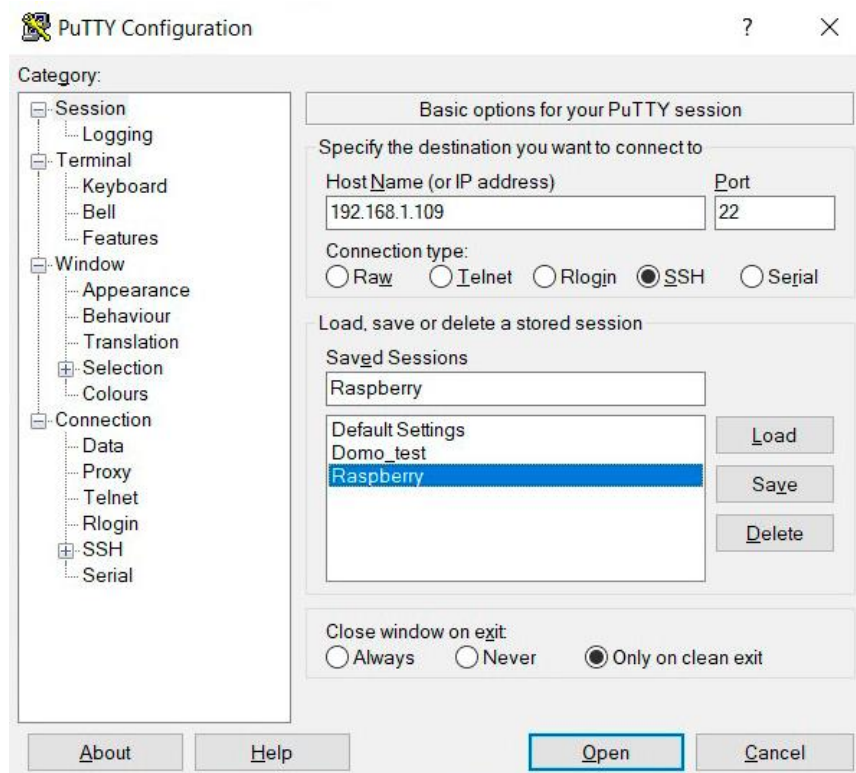 PuTTY Configuration
?
Category:
Session
Logging
Terminal
Keyboard
Bell
Features
Window
Appearance
Behaviour
Translation
Selection
Colours
Connection
Data
Proxy
Telnet
Rlogin
SSH
Serial
Basic options for your PuTTY session
Specify the destination you want to connect to
Host Name (or IP address) Port
192.168.1.109 22
Connection type:
Raw Telnet Rlogin SSH Serial
Load, save or delete a stored session
Saved Sessions
Raspberry
Default Settings
Domo_test
Raspberry
Load
Save
Delete
Close window on exit:
Always Never Only on clean exit
About Help Open Cancel